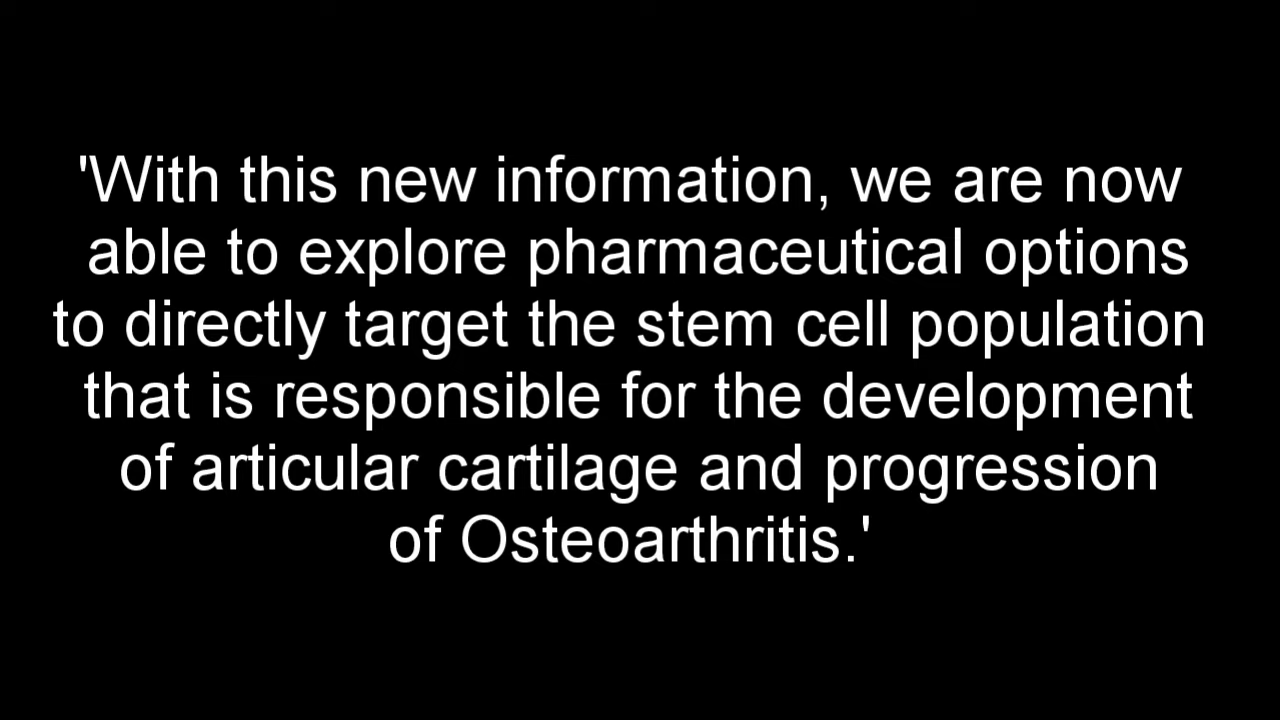 'With this new information, we are now
able to explore pharmaceutical options
to directly target the stem cell population
that is responsible for the development
of articular cartilage and progression
of Osteoarthritis.'